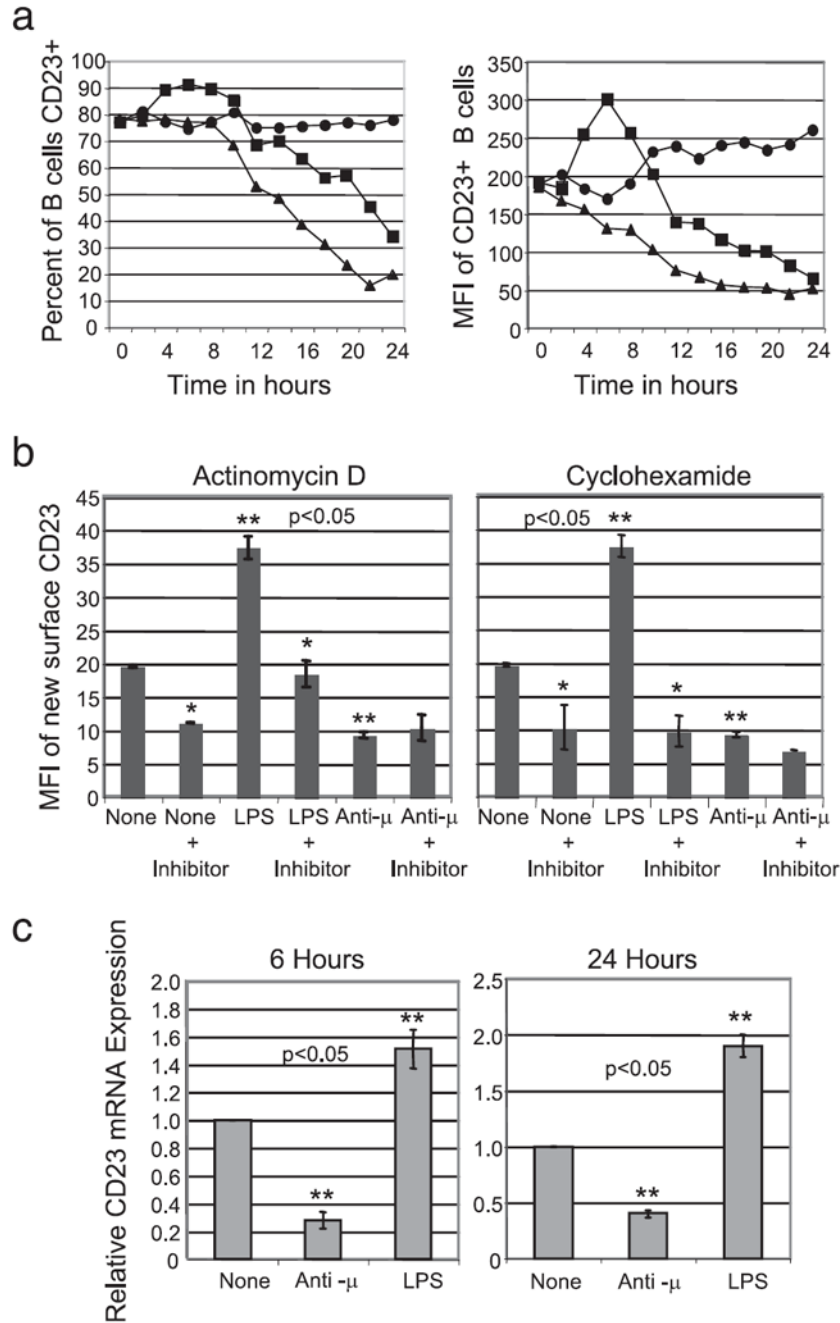 a
Percent of B cells CD23+
100
90
80
70
60
50
40
30
20
10
0
0 4 8 12 16 20 24
Time in hours
MFI of CD23+ B cells
350
300
250
200
150
100
50
0
0 4 8 12 16 20 24
Time in hours
b
Actinomycin D
Cyclohexamide
MFI of new surface CD23
45
40
35
30
25
20
15
10
5
0
** p<0.05
*
*
**
None
None + Inhibitor
LPS
LPS + Inhibitor
Anti-μ
Anti-μ + Inhibitor
p<0.05 **
*
*
**
None
None + Inhibitor
LPS
LPS + Inhibitor
Anti-μ
Anti-μ + Inhibitor
c
Relative CD23 mRNA Expression
6 Hours
2.0
1.8
1.6
1.4
1.2
1.0
0.8
0.6
0.4
0.2
0
**
p<0.05
**
None Anti -μ LPS
24 Hours
2.5
2.0
1.5
1.0
0.5
0
**
p<0.05
**
None Anti -μ LPS